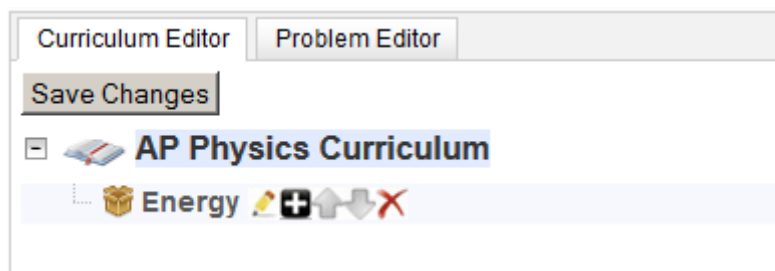 Curriculum Editor Problem Editor
Save Changes
AP Physics Curriculum
Energy